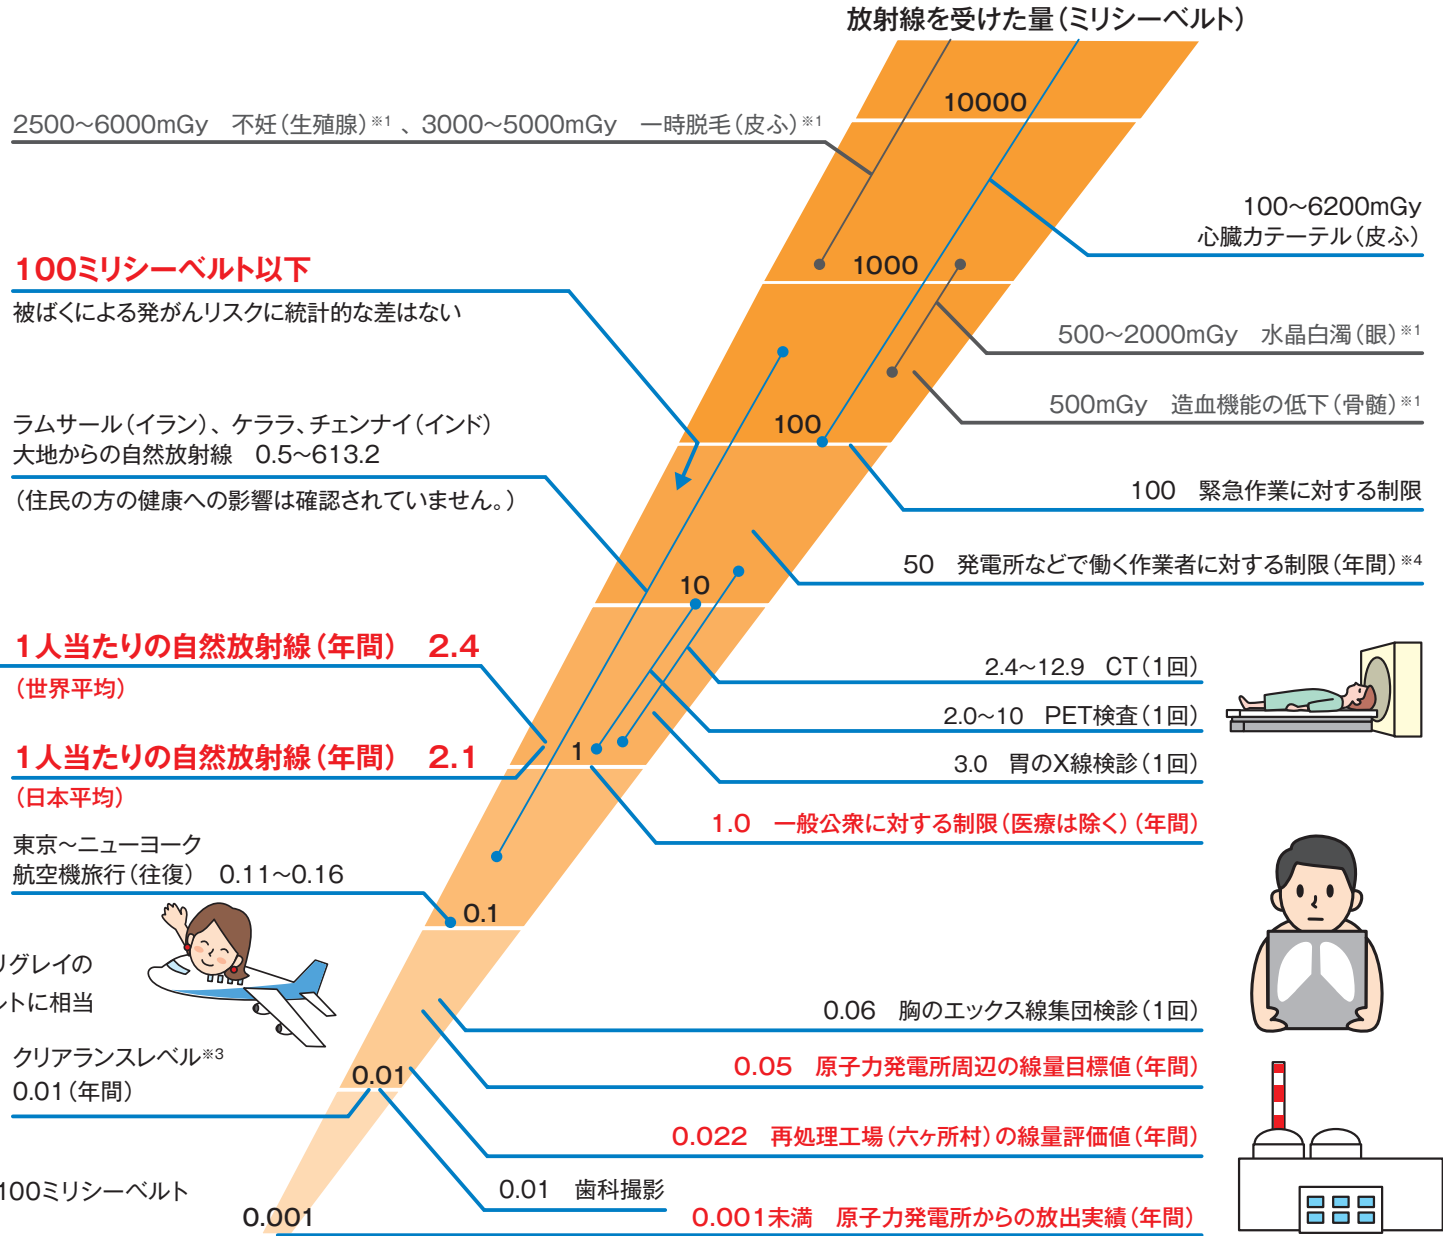 放射線を受けた量（ミリシーベルト）
10000
2500～6000mGy　不妊（生殖腺）※1 、3000～5000mGy　一時脱毛（皮ふ）※1
100～6200mGy
心臓カテーテル（皮ふ）
100ミリシーベルト以下
被ばくによる発がんリスクに統計的な差はない
1000
500～2000mGy　水晶白濁（眼）※1
500mGy　造血機能の低下（骨髄）※1
ラムサール（イラン）、ケララ、チェンナイ（インド）
大地からの自然放射線　0.5～613.2
（住民の方の健康への影響は確認されていません。）
100
100　緊急作業に対する制限
50　発電所などで働く作業者に対する制限（年間）※4
10
1人当たりの自然放射線（年間）　2.4
（世界平均）
2.4～12.9　CT（1回）
2.0～10　PET検査（1回）
3.0　胃のX線検診（1回）
1人当たりの自然放射線（年間）　2.1
（日本平均）
1
1.0　一般公衆に対する制限（医療は除く）（年間）
東京～ニューヨーク
航空機旅行（往復）　0.11～0.16
0.1
リグレイの
ルトに相当
0.06　胸のエックス線集団検診（1回）
クリアランスレベル※3
0.01（年間）
0.01
0.05　原子力発電所周辺の線量目標値（年間）
0.022　再処理工場（六ヶ所村）の線量評価値（年間）
100ミリシーベルト
0.01　歯科撮影
0.001
0.001未満　原子力発電所からの放出実績（年間）